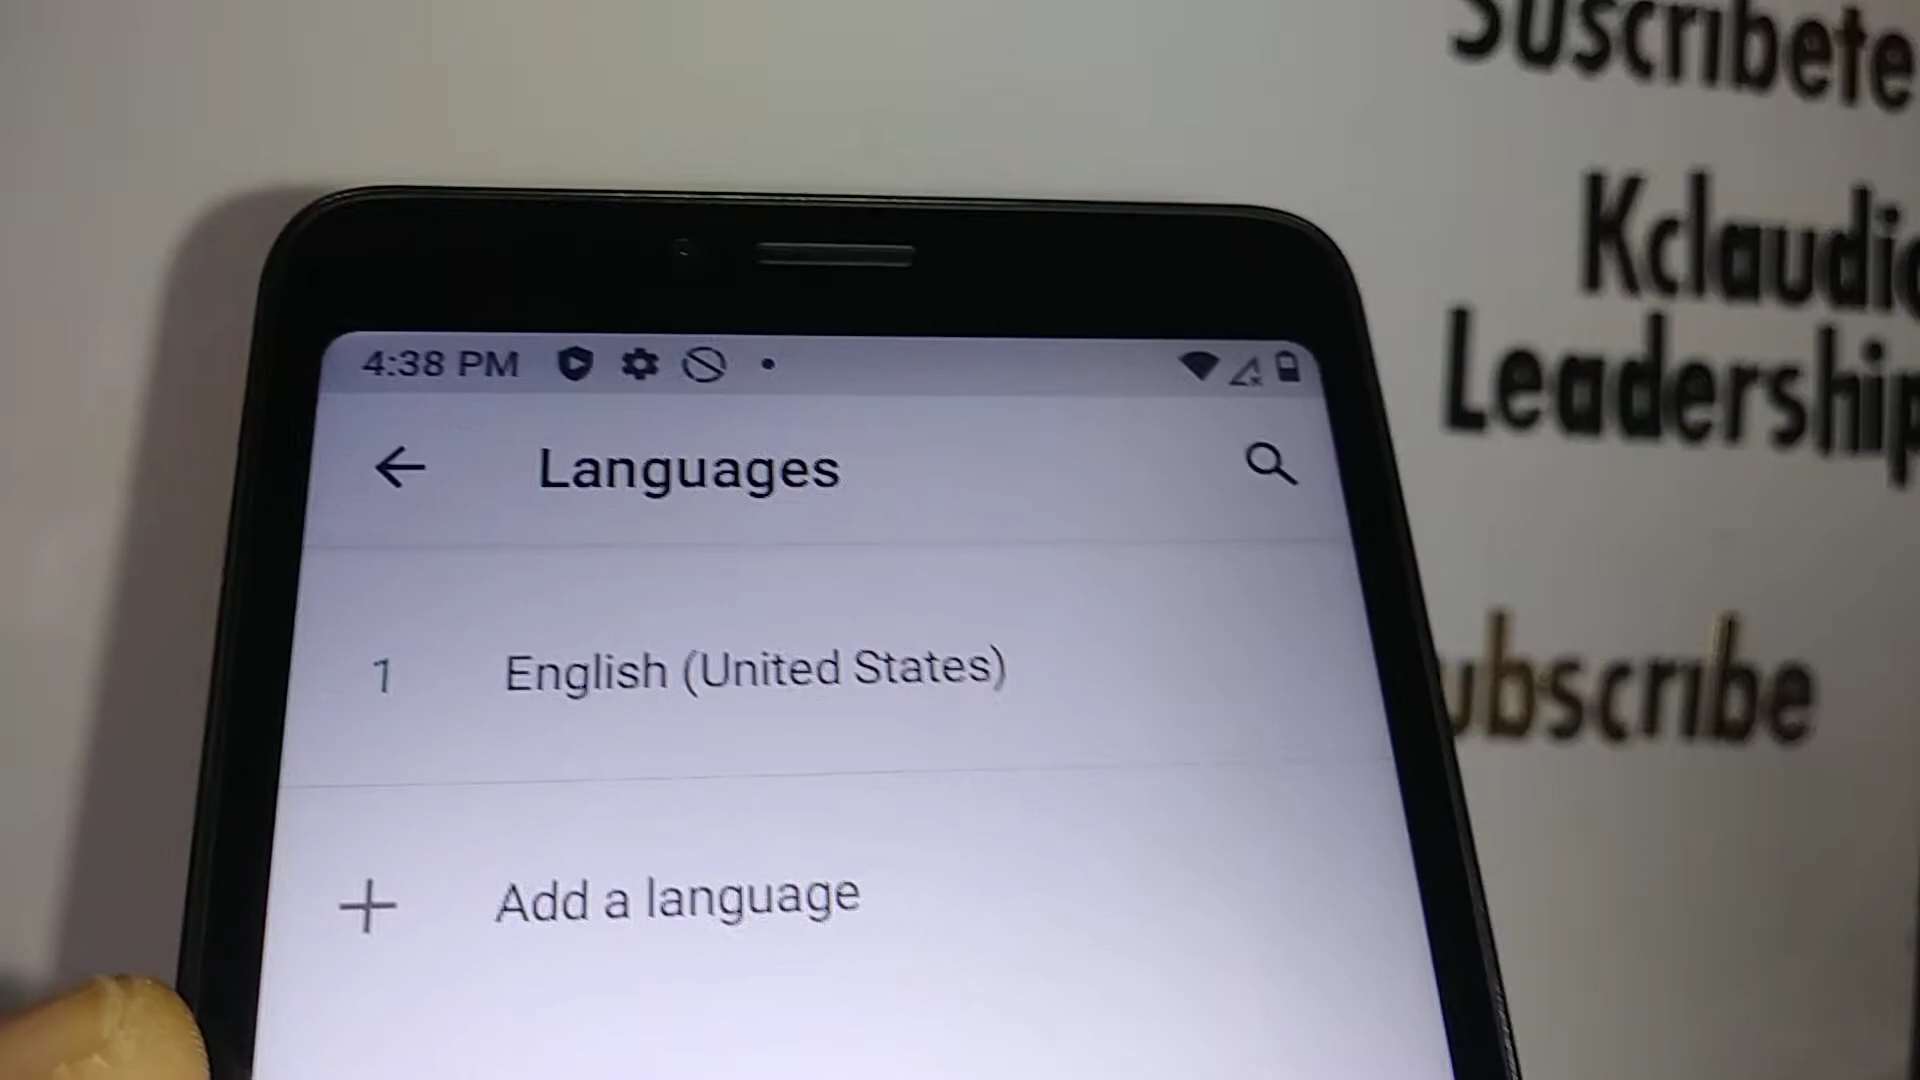 Suscribete
Kclaudio
Leadership
ubscribe
4:38 PM
Languages
1 English (United States)
Add a language